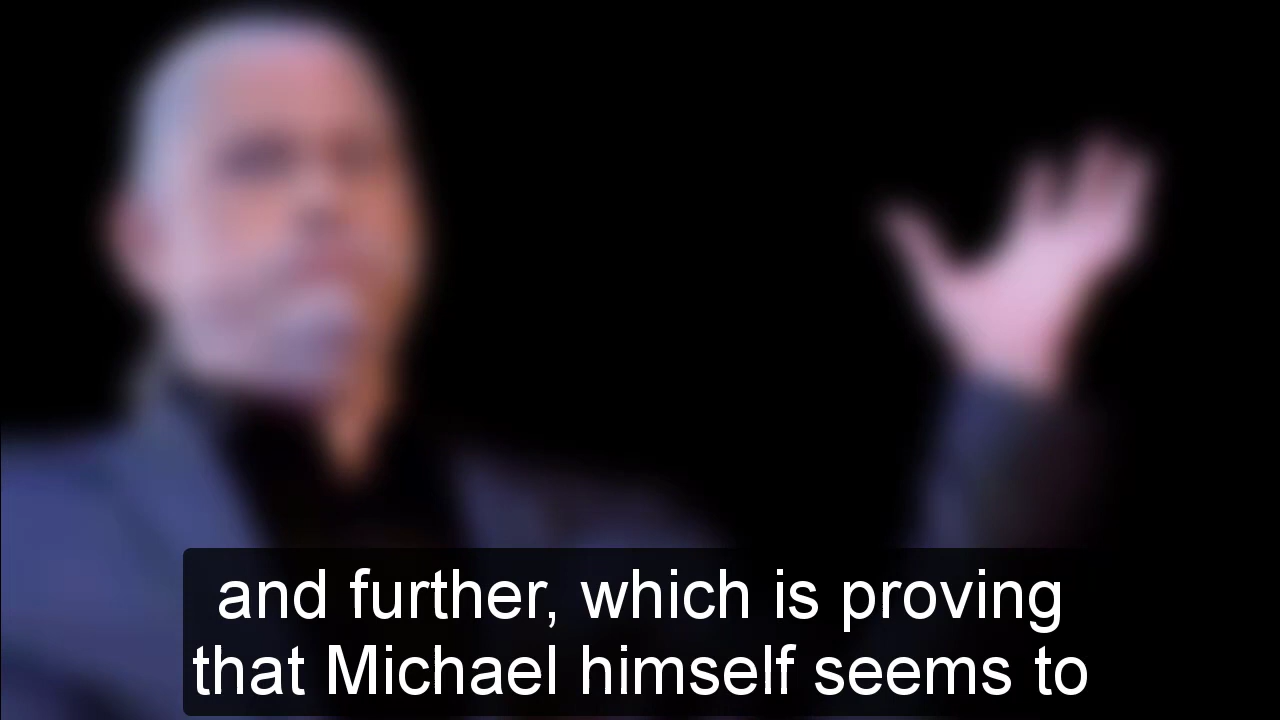 and further, which is proving
that Michael himself seems to